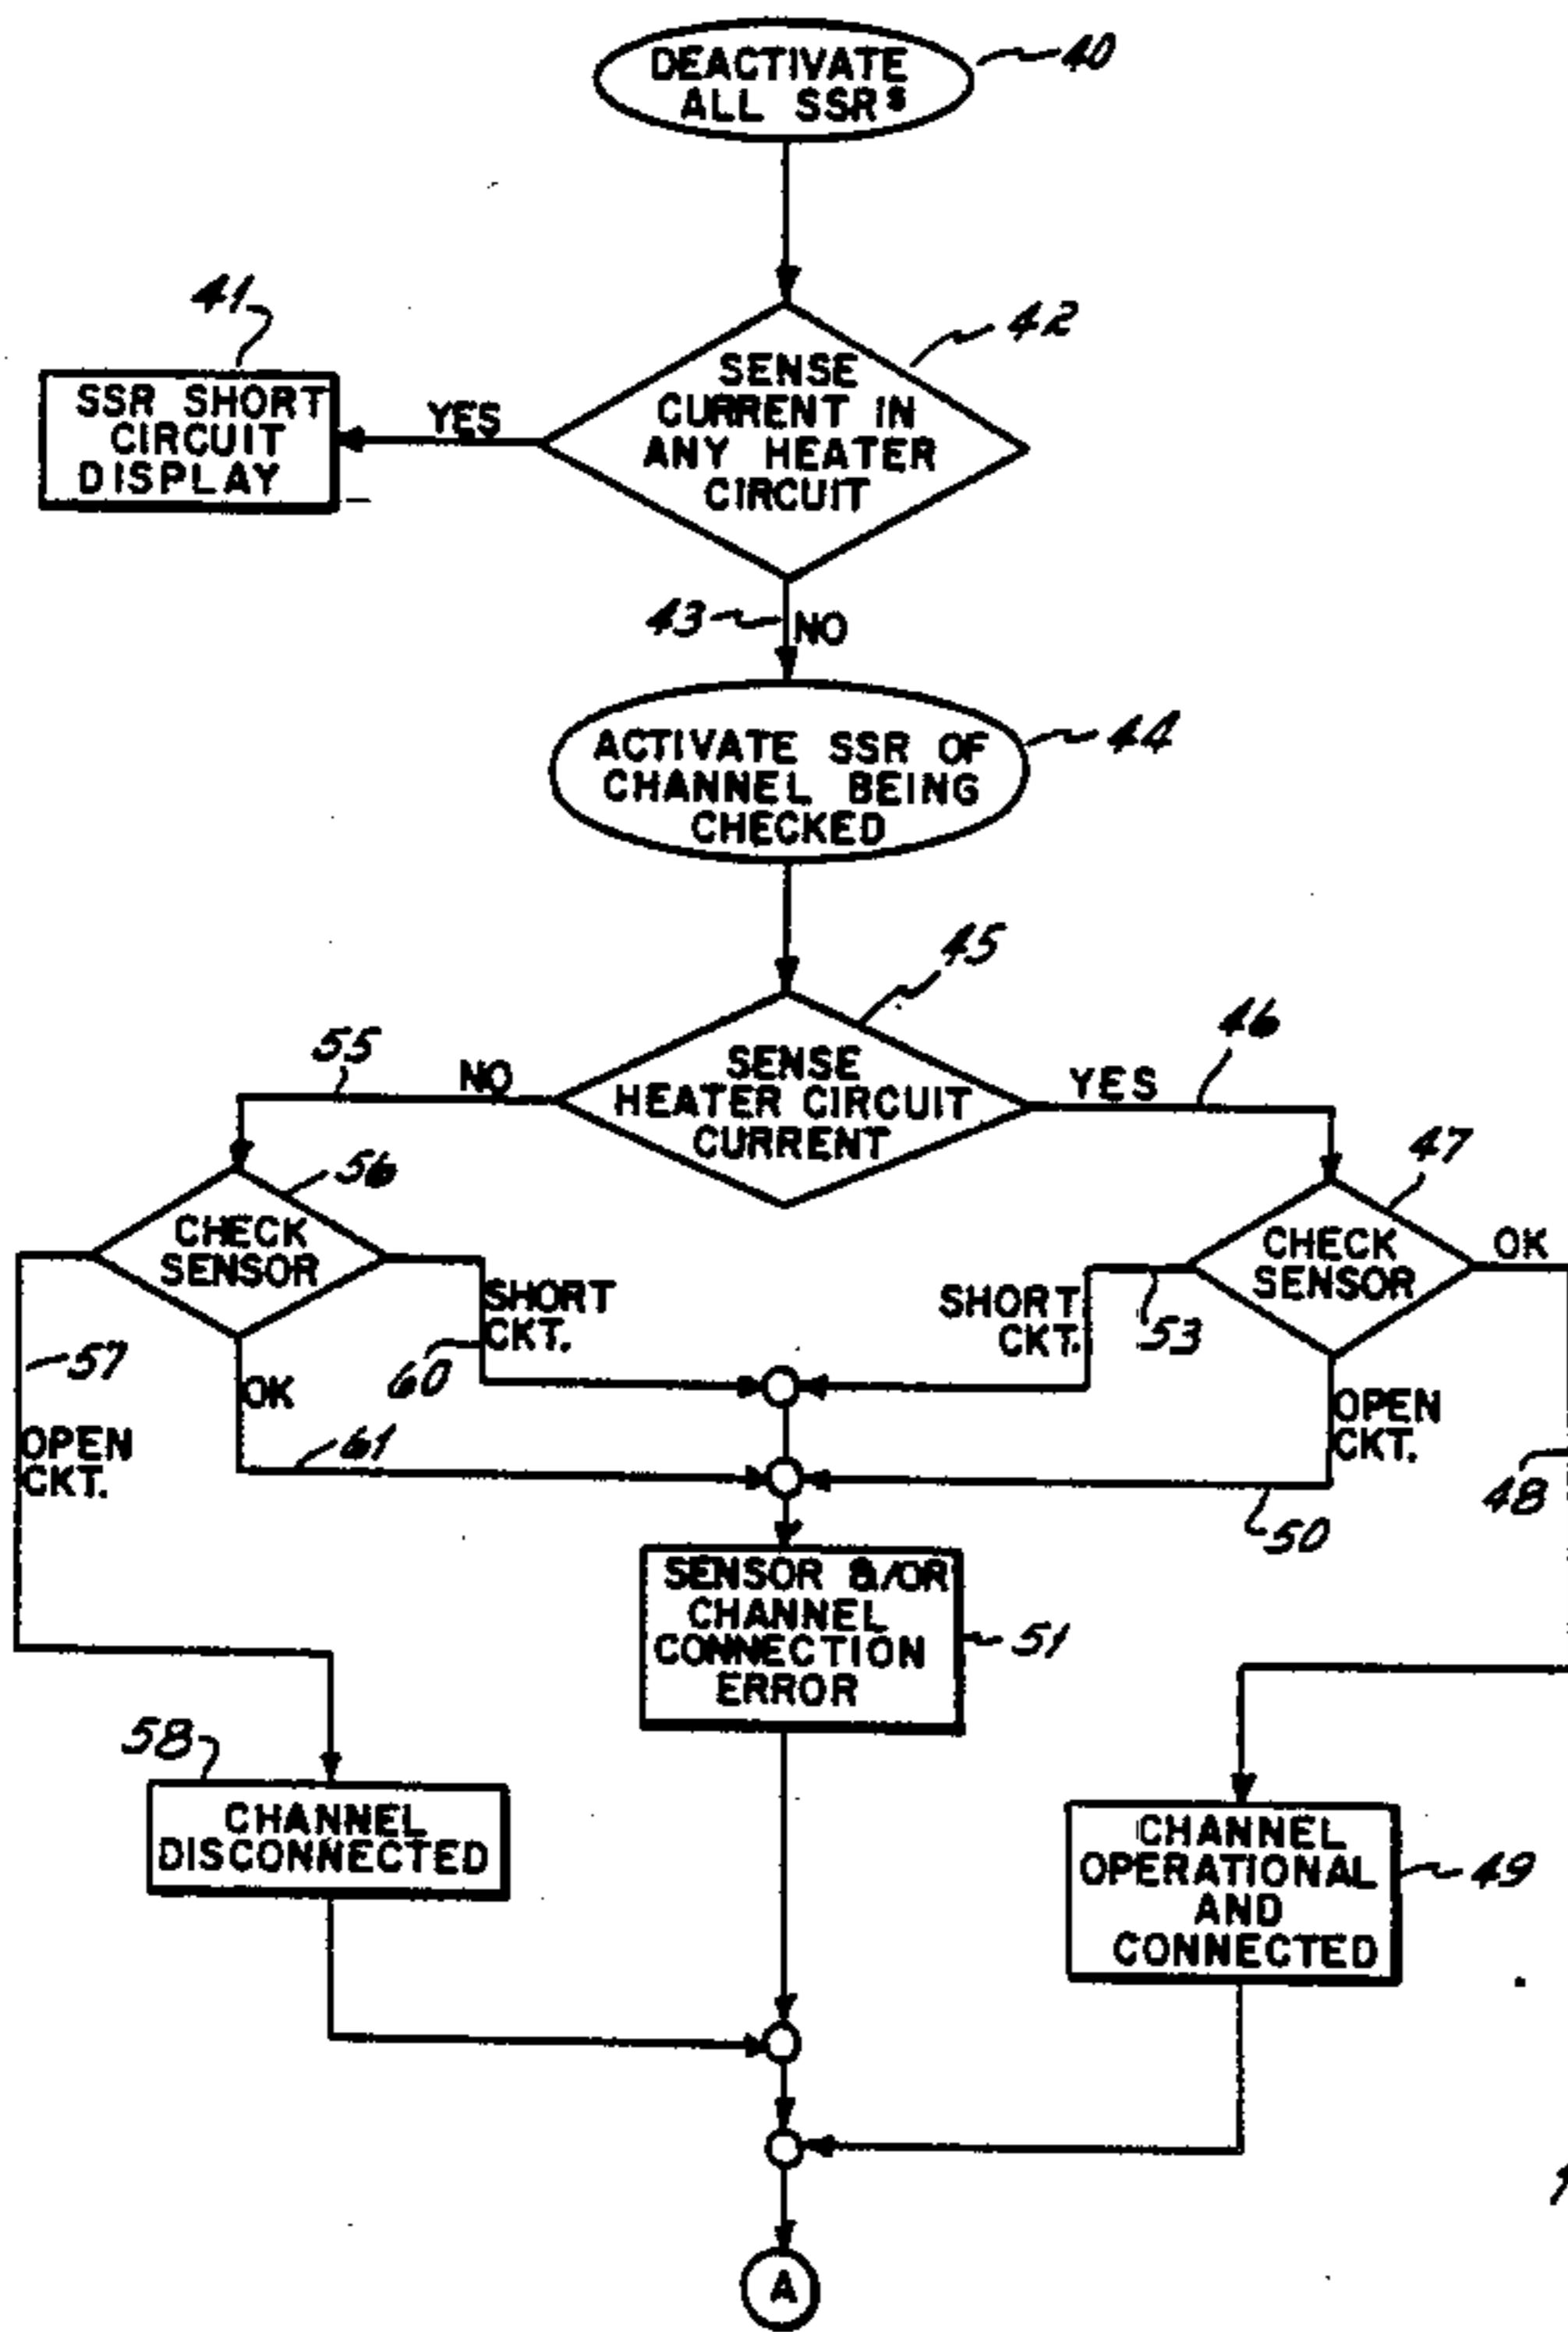 DEACTIVATE
ALL SSRs
40
41
42
SSR SHORT
CIRCUIT
DISPLAY
YES
SENSE
CURRENT IN
ANY HEATER
CIRCUIT
43
NO
44
ACTIVATE SSR OF
CHANNEL BEING
CHECKED
45
46
55
NO
SENSE
HEATER CIRCUIT
CURRENT
YES
47
56
CHECK
SENSOR
CHECK
SENSOR
OK
SHORT
CKT.
SHORT
CKT.
53
57
60
OK
OPEN
CKT.
61
OPEN
CKT.
48
50
SENSOR &/OR
CHANNEL
CONNECTION
ERROR
51
58
CHANNEL
DISCONNECTED
CHANNEL
OPERATIONAL
AND
CONNECTED
49
A